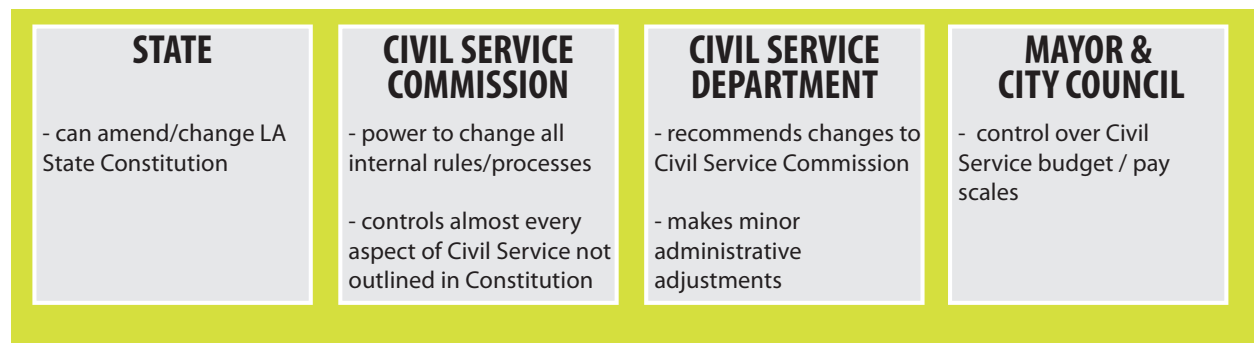 STATE
- can amend/change LA
State Constitution
CIVIL SERVICE
COMMISSION
- power to change all
internal rules/processes
- controls almost every
aspect of Civil Service not
outlined in Constitution
CIVIL SERVICE
DEPARTMENT
- recommends changes to
Civil Service Commission
- makes minor
administrative
adjustments
MAYOR &
CITY COUNCIL
- control over Civil
Service budget / pay
scales